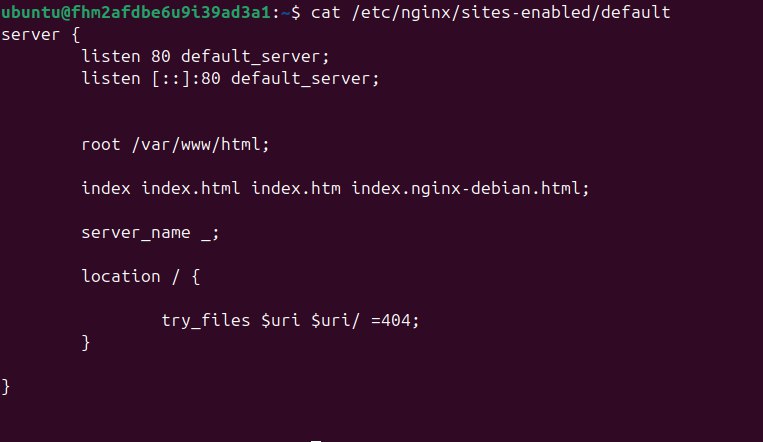 ubuntu@fhm2afdbe6u9i39ad3a1:~$ cat /etc/nginx/sites-enabled/default
server {
        listen 80 default_server;
        listen [::]:80 default_server;
        root /var/www/html;
        index index.html index.htm index.nginx-debian.html;
        server_name _;
        location / {
                try_files $uri $uri/ =404;
        }
}